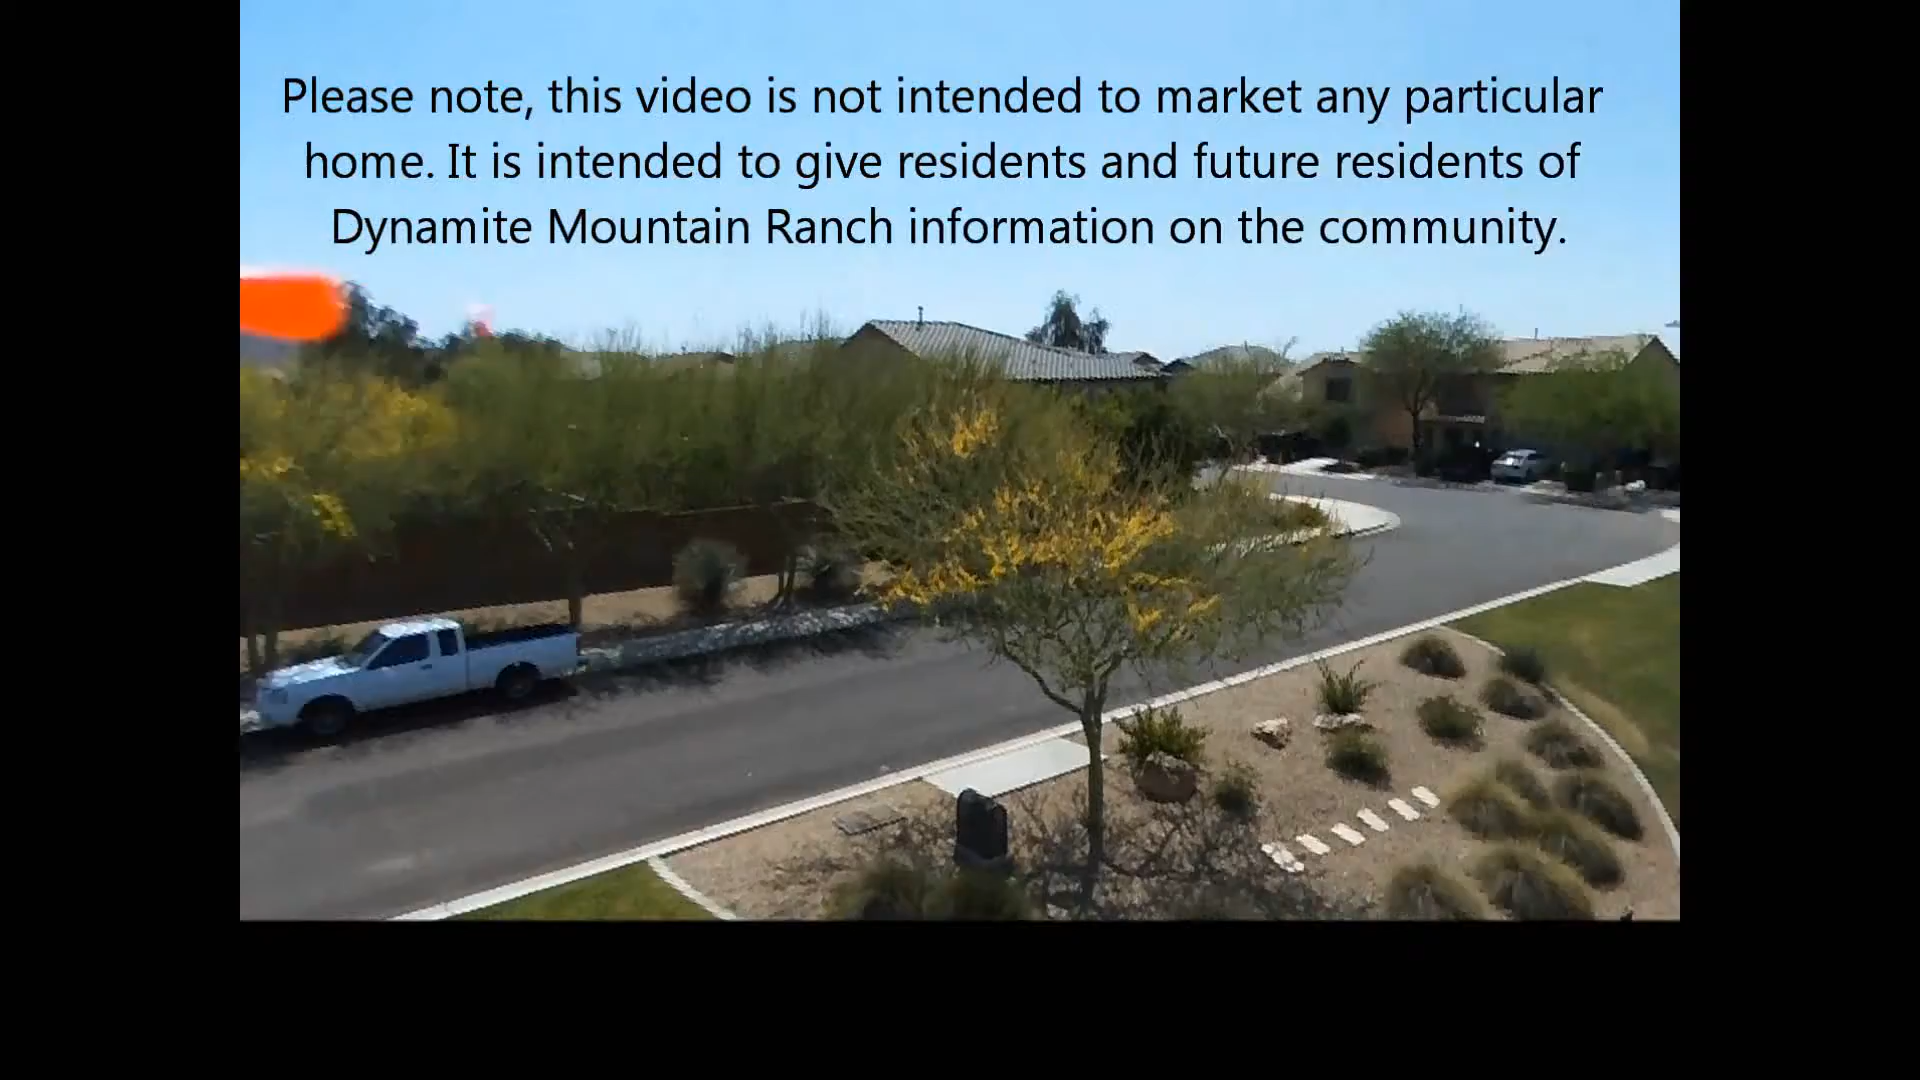 Please note, this video is not intended to market any particular
home. It is intended to give residents and future residents of
Dynamite Mountain Ranch information on the community.